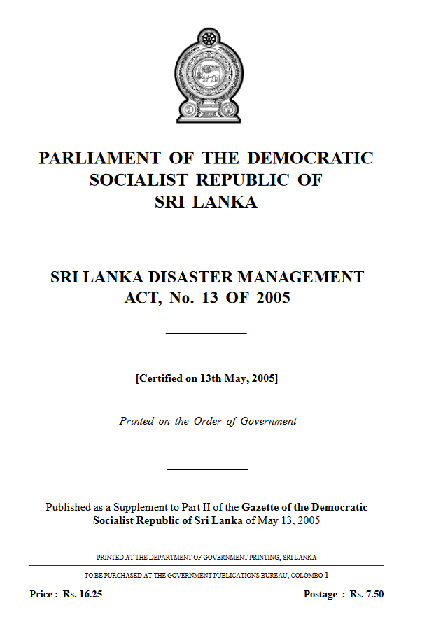 PARLIAMENT OF THE DEMOCRATIC
SOCIALIST REPUBLIC OF
SRI LANKA
SRI LANKA DISASTER MANAGEMENT
ACT, No. 13 OF 2005
[Certified on 13th May, 2005]
Printed on the Order of Government
Published as a Supplement to Part II of the Gazette of the Democratic
Socialist Republic of Sri Lanka of May 13, 2005
PRINTED AT THE DEPARTMENT OF GOVERNMENT PRINTING, SRI LANKA
TO BE PURCHASED AT THE GOVERNMENT PUBLICATIONS BUREAU, COLOMBO 1
Price : Rs. 16.25
Postage : Rs. 7.50